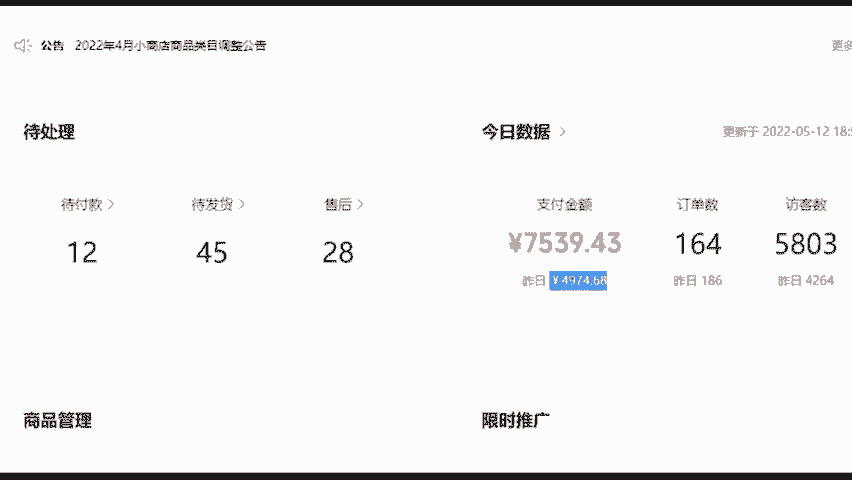 公告 2022年4月小商店商品类目调整公告 更多
待处理 今日数据 更新于 2022-05-12 18:
待付款 待发货 售后 支付金额 订单数 访客数
12 45 28 ¥7539.43 164 5803
昨日 ¥4974.68 昨日 186 昨日 4264
商品管理 限时推广